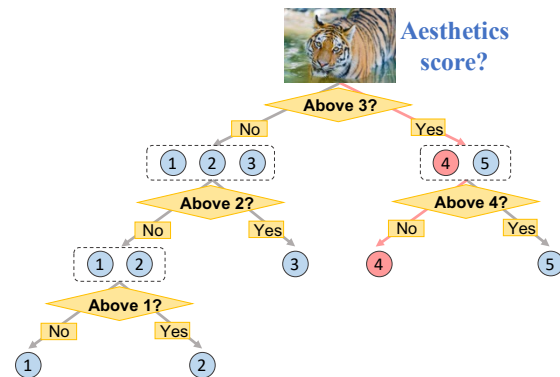 Aesthetics
score?
Above 3?
No
Yes
1 2 3
4 5
Above 2?
Above 4?
No
Yes
No
Yes
1 2
3
4
5
Above 1?
No
Yes
1
2